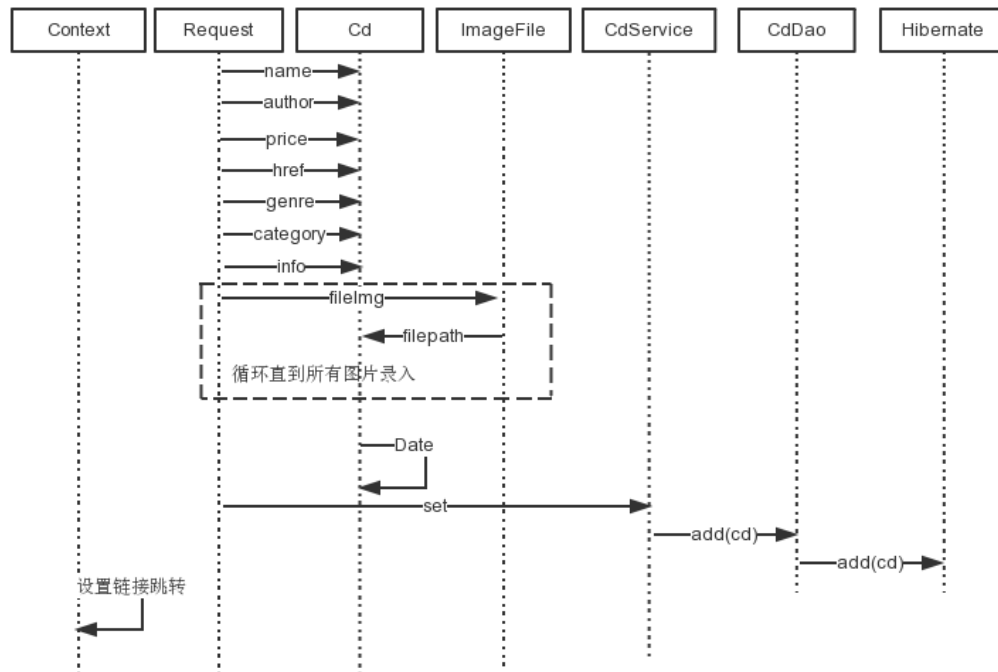 Context
Request
Cd
ImageFile
CdService
CdDao
Hibernate
name
author
price
href
genre
category
info
fileImg
filepath
循环直到所有图片录入
Date
set
add(cd)
add(cd)
设置链接跳转